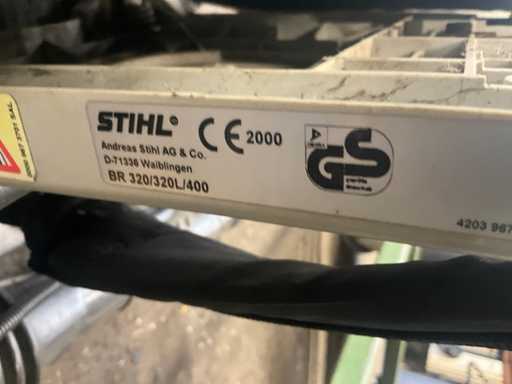 STIHL®
Andreas Stihl AG & Co.
D-71336 Waiblingen
BR 320/320L/400
CE 2000
GS
4203 967